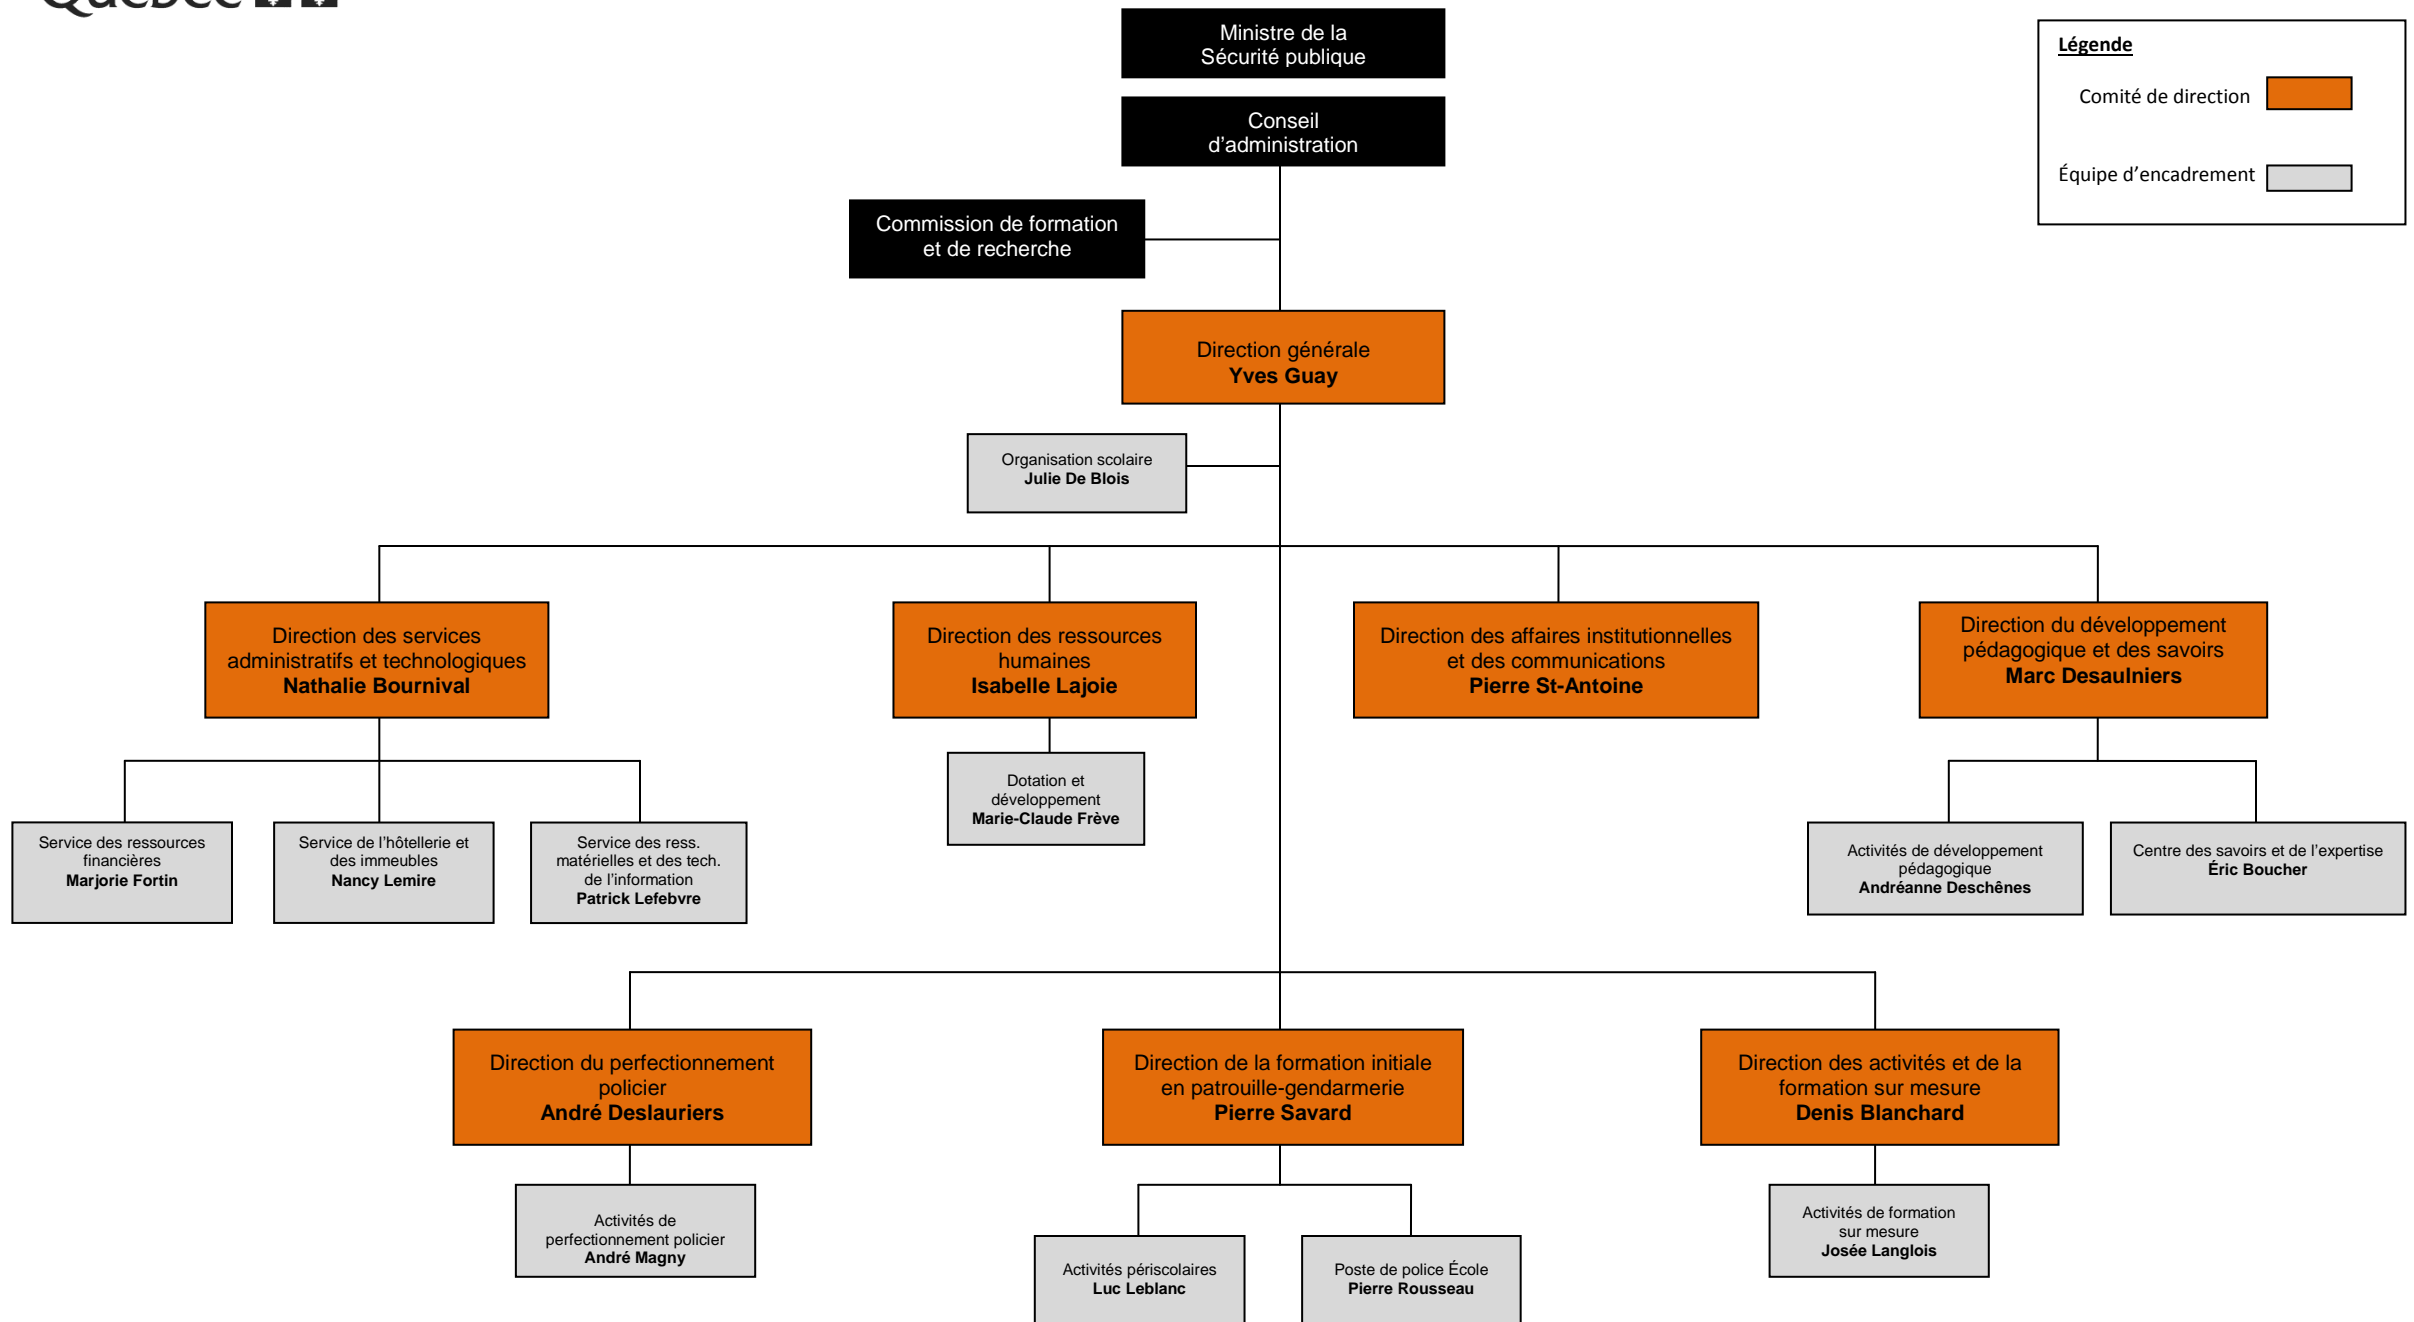 Québec
Ministre de la
Sécurité publique
Légende
Comité de direction
Équipe d'encadrement
Conseil
d'administration
Commission de formation
et de recherche
Direction générale
Yves Guay
Organisation scolaire
Julie De Blois
Direction des services
administratifs et technologiques
Nathalie Bournival
Direction des ressources
humaines
Isabelle Lajoie
Direction des affaires institutionnelles
et des communications
Pierre St-Antoine
Direction du développement
pédagogique et des savoirs
Marc Desaulniers
Service des ressources
financières
Marjorie Fortin
Service de l'hôtellerie et
des immeubles
Nancy Lemire
Service des ress.
matérielles et des tech.
de l'information
Patrick Lefebvre
Dotation et
développement
Marie-Claude Frève
Activités de développement
pédagogique
Andréanne Deschênes
Centre des savoirs et de l'expertise
Éric Boucher
Direction du perfectionnement
policier
André Deslauriers
Direction de la formation initiale
en patrouille-gendarmerie
Pierre Savard
Direction des activités et de la
formation sur mesure
Denis Blanchard
Activités de
perfectionnement policier
André Magny
Activités périscolaires
Luc Leblanc
Poste de police École
Pierre Rousseau
Activités de formation
sur mesure
Josée Langlois